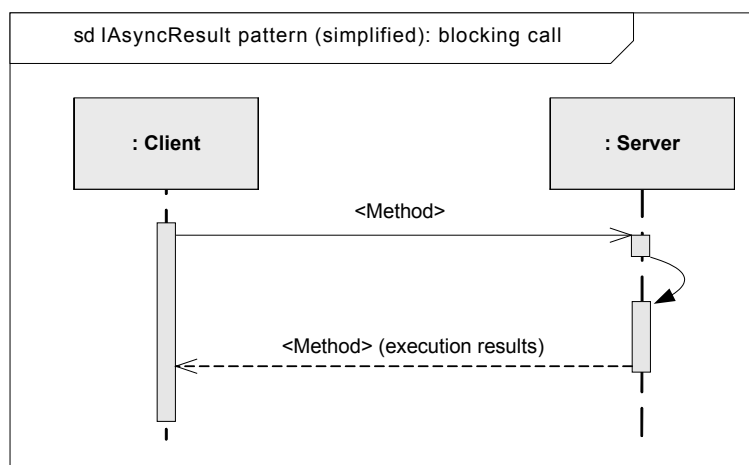 sd IAsyncResult pattern (simplified): blocking call
: Client
: Server
<Method>
<Method> (execution results)